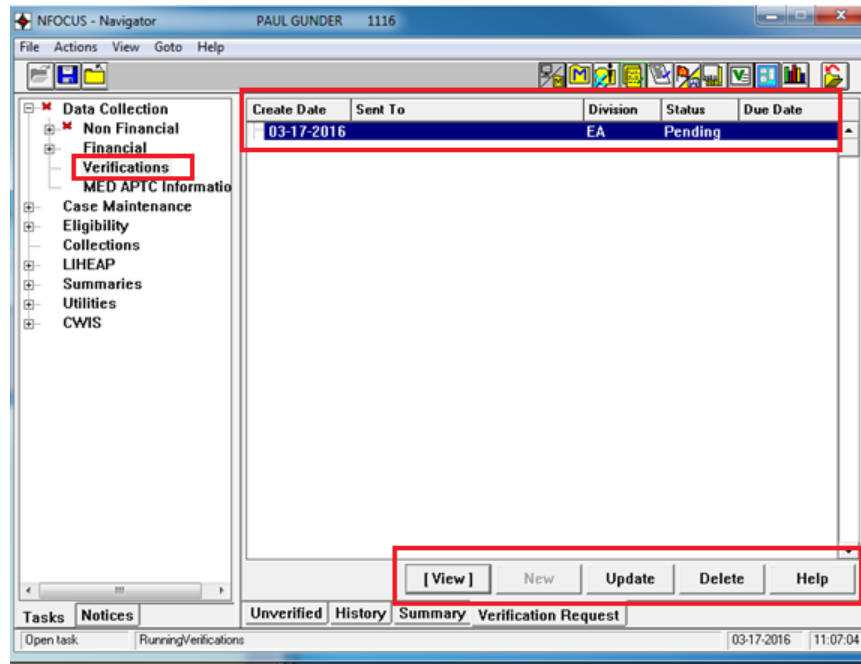 NFOCUS - Navigator PAUL GUNDER 1116
File Actions View Goto Help
Data Collection
Non Financial
Financial
Verifications
MED APTC Informatio
Case Maintenance
Eligibility
Collections
LIHEAP
Summaries
Utilities
CWIS
Create Date Sent To Division Status Due Date
03-17-2016 EA Pending
[ View ] New Update Delete Help
Tasks Notices
Unverified History Summary Verification Request
Open task RunningVerifications 03-17-2016 11:07:04